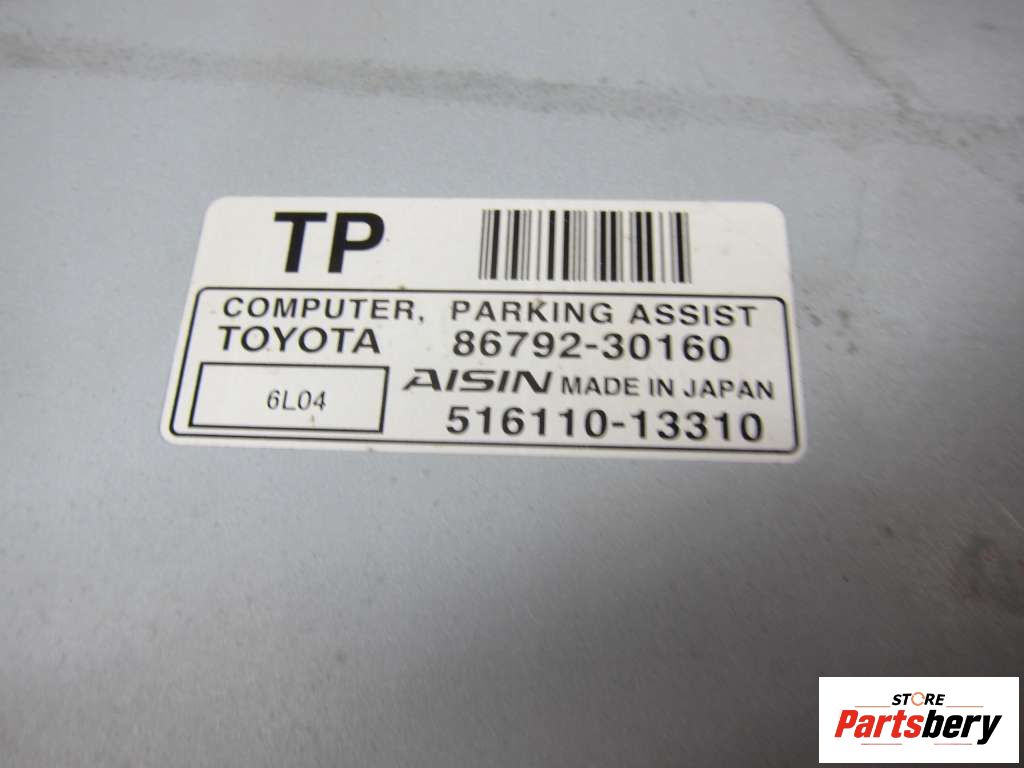 TP
COMPUTER, PARKING ASSIST
TOYOTA 86792-30160
6L04
AISIN MADE IN JAPAN
516110-13310
STORE
Partsbery